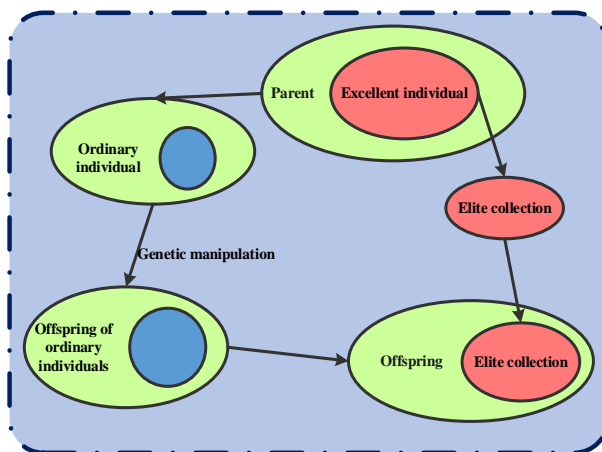 Parent
Excellent individual
Ordinary
individual
Elite collection
Genetic manipulation
Offspring of
ordinary
individuals
Offspring
Elite collection